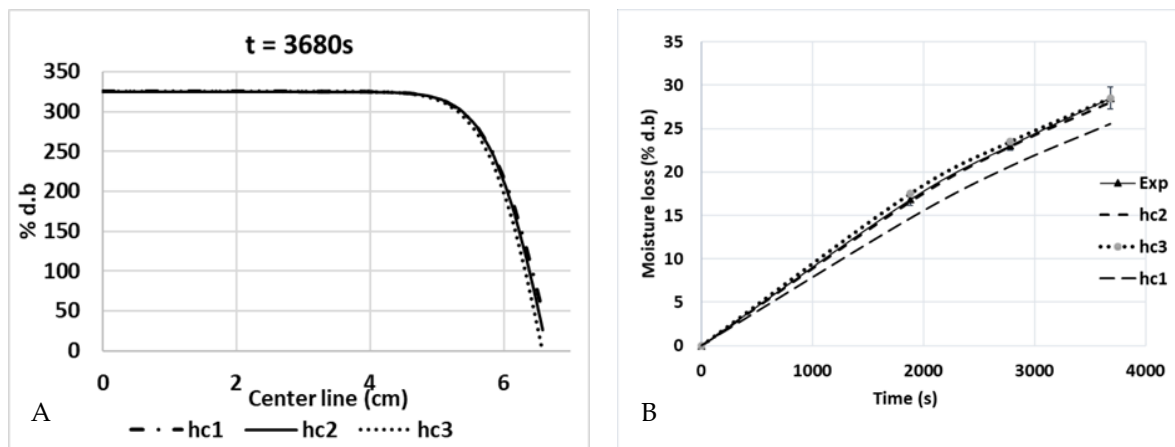 t = 3680s
350
300
250
200
150
100
50
0
% d.b
0 2 4 6
Center line (cm)
A
hc1 hc2 hc3
35
30
25
20
15
10
5
0
Moisture loss (% d.b)
0 1000 2000 3000 4000
Time (s)
Exp
hc2
hc3
hc1
B